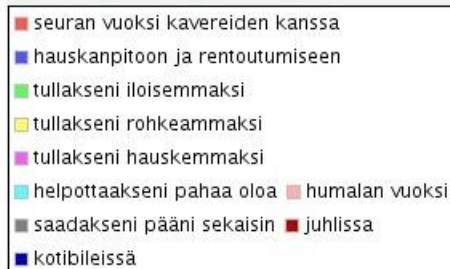 seuran vuoksi kavereiden kanssa
hauskanpitoon ja rentoutumiseen
tullakseni iloisemmaksi
tullakseni rohkeammaksi
tullakseni hauskemmaksi
helpottaakseni pahaa oloa humalan vuoksi
saadakseni pääni sekaisin juhlissa
kotibileissä